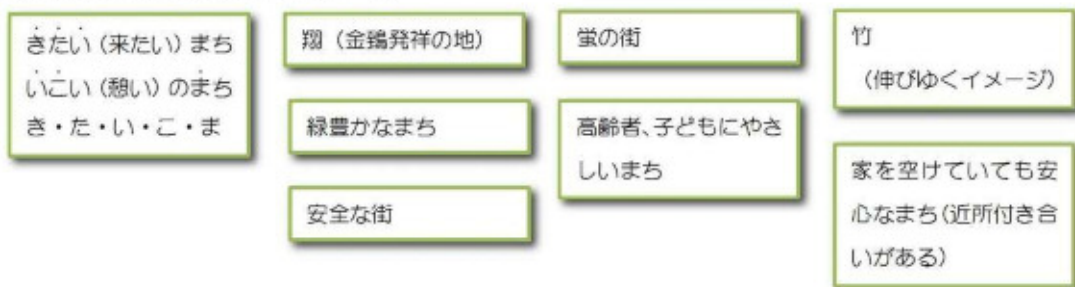 きたい（来たい）まち
いこい（憩い）のまち
き・た・い・こ・ま
翔（金鵄発祥の地）
緑豊かなまち
安全な街
蛍の街
高齢者、子どもにやさ
しいまち
竹
（伸びゆくイメージ）
家を空けていても安
心なまち（近所付き合
いがある）